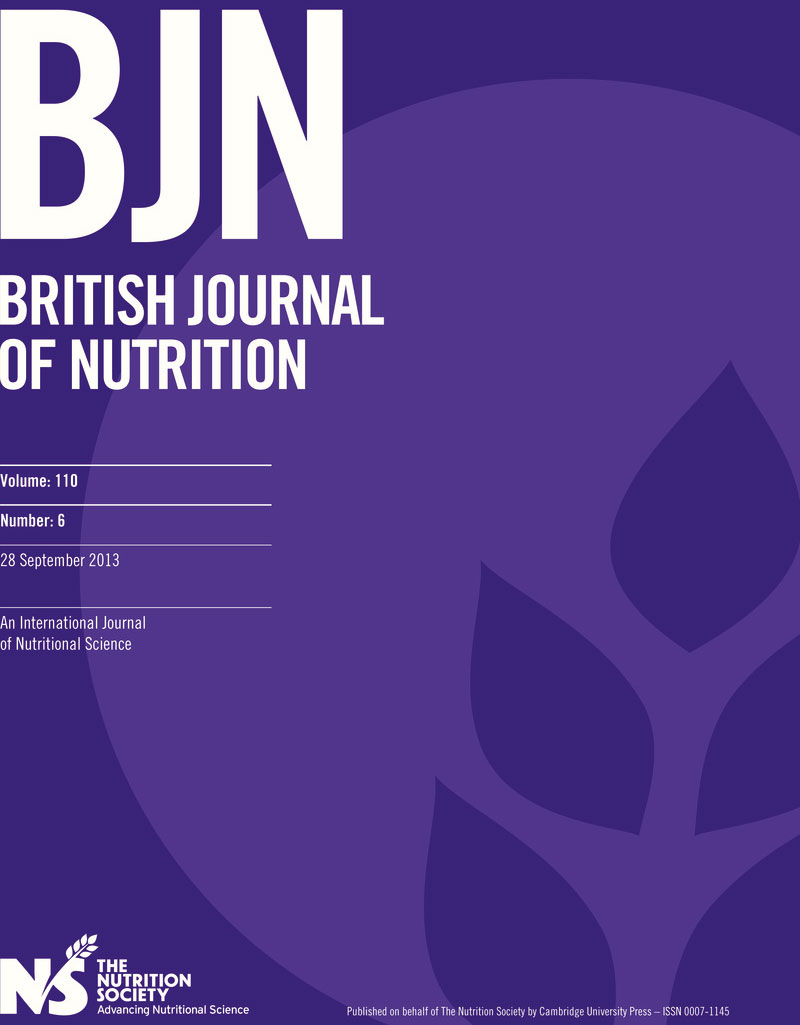 BJN
BRITISH JOURNAL
OF NUTRITION
Volume: 110
Number: 6
28 September 2013
An International Journal
of Nutritional Science
NS
THE
NUTRITION
SOCIETY
Advancing Nutritional Science
Published on behalf of The Nutrition Society by Cambridge University Press – ISSN 0007-1145